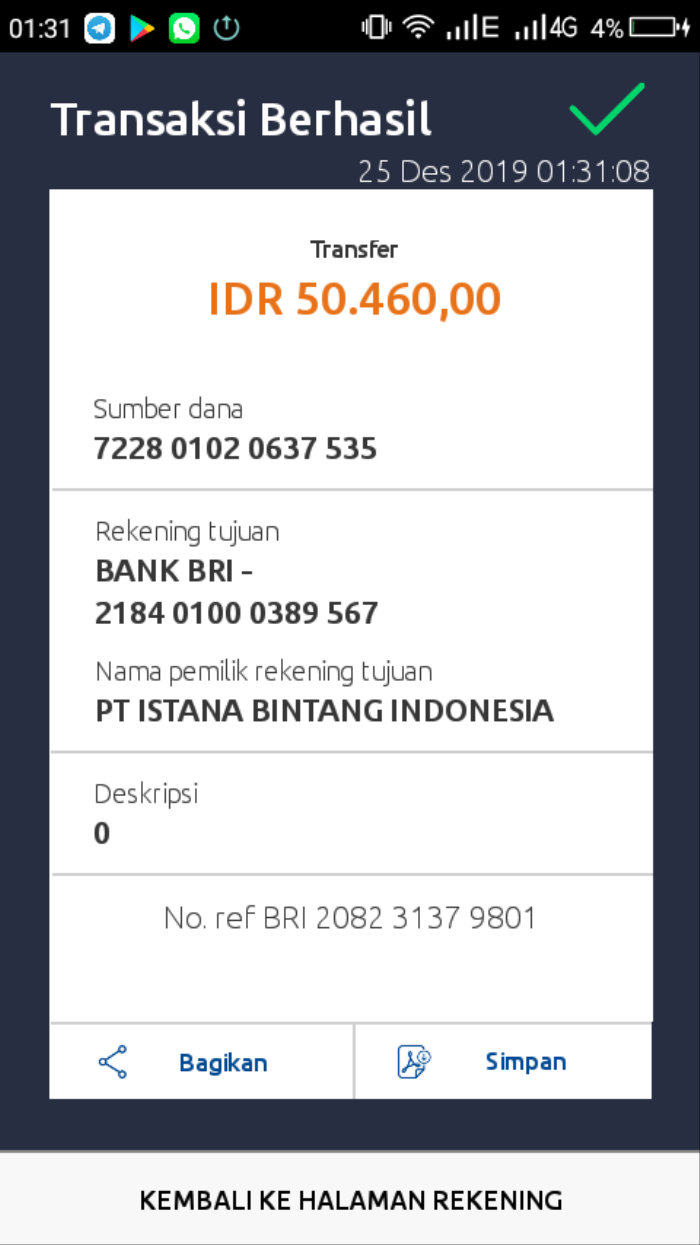 01:31 E 4G 4%
Transaksi Berhasil
25 Des 2019 01:31:08
Transfer
IDR 50.460,00
Sumber dana
7228 0102 0637 535
Rekening tujuan
BANK BRI -
2184 0100 0389 567
Nama pemilik rekening tujuan
PT ISTANA BINTANG INDONESIA
Deskripsi
0
No. ref BRI 2082 3137 9801
Bagikan Simpan
KEMBALI KE HALAMAN REKENING